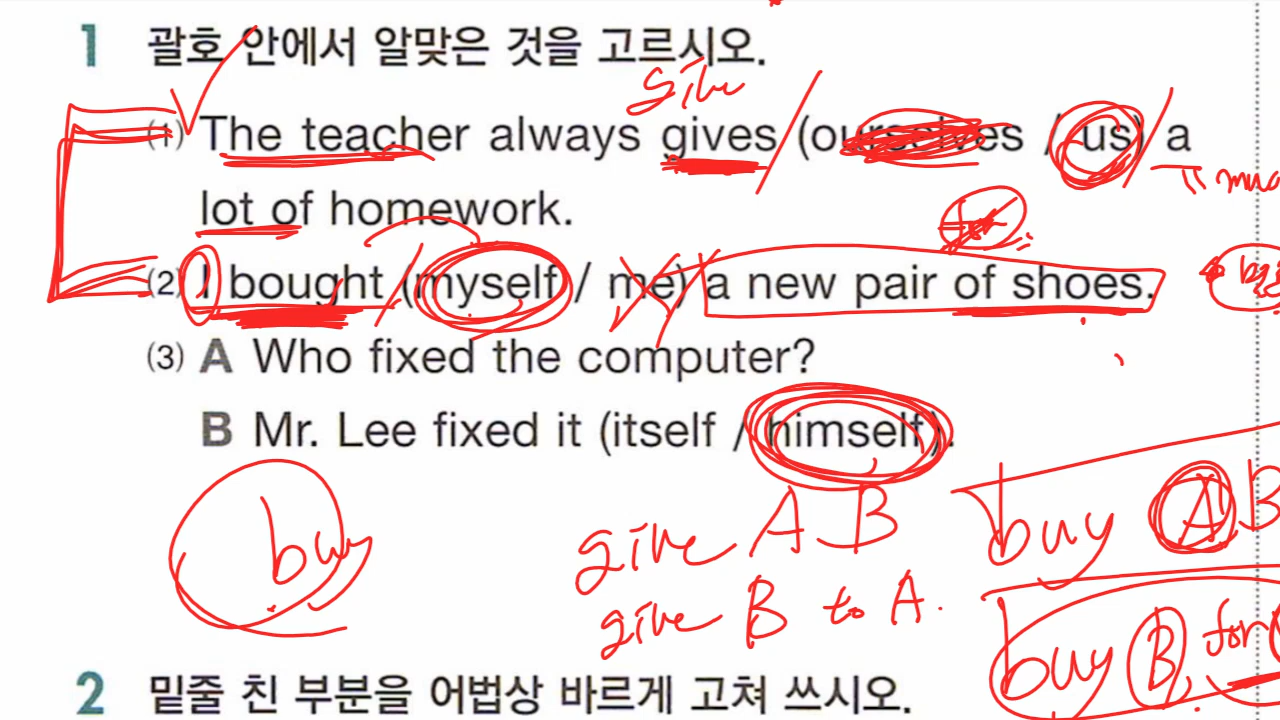 1 괄호 안에서 알맞은 것을 고르시오.
give
(1) The teacher always gives (ourselves / us) a
much
lot of homework.
(2) I bought (myself / me) a new pair of shoes.
(3) A Who fixed the computer?
B Mr. Lee fixed it (itself / himself).
buy
give A B
buy A B
give B to A.
buy B for
2 밑줄 친 부분을 어법상 바르게 고쳐 쓰시오.